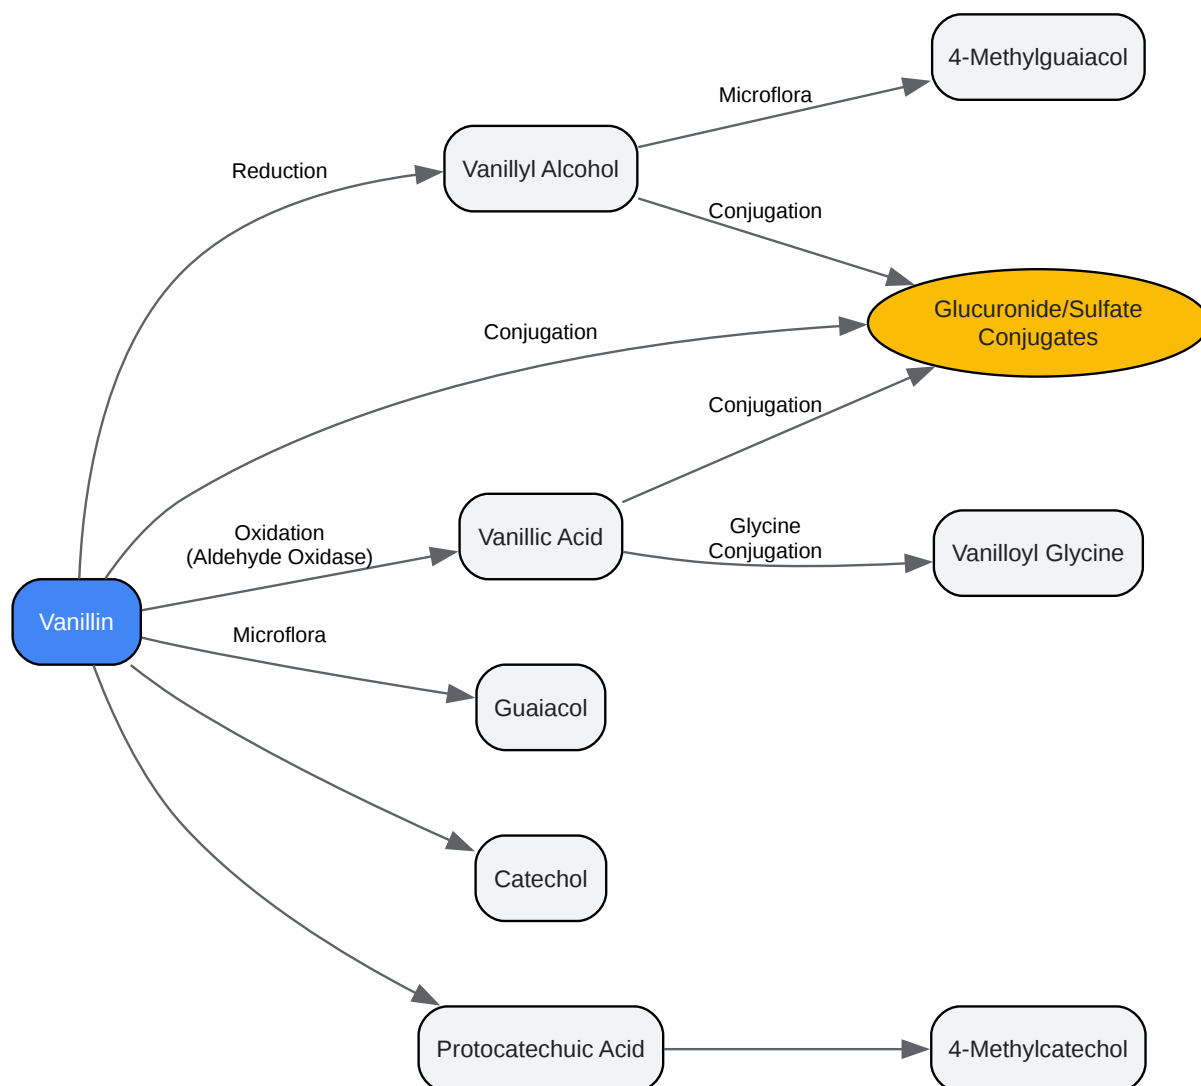 4-Methylguaiacol
Microflora
Vanillyl Alcohol
Reduction
Conjugation
Glucuronide/Sulfate
Conjugates
Conjugation
Conjugation
Oxidation
(Aldehyde Oxidase)
Vanillic Acid
Glycine
Conjugation
Vanilloyl Glycine
Vanillin
Microflora
Guaiacol
Catechol
Protocatechuic Acid
4-Methylcatechol